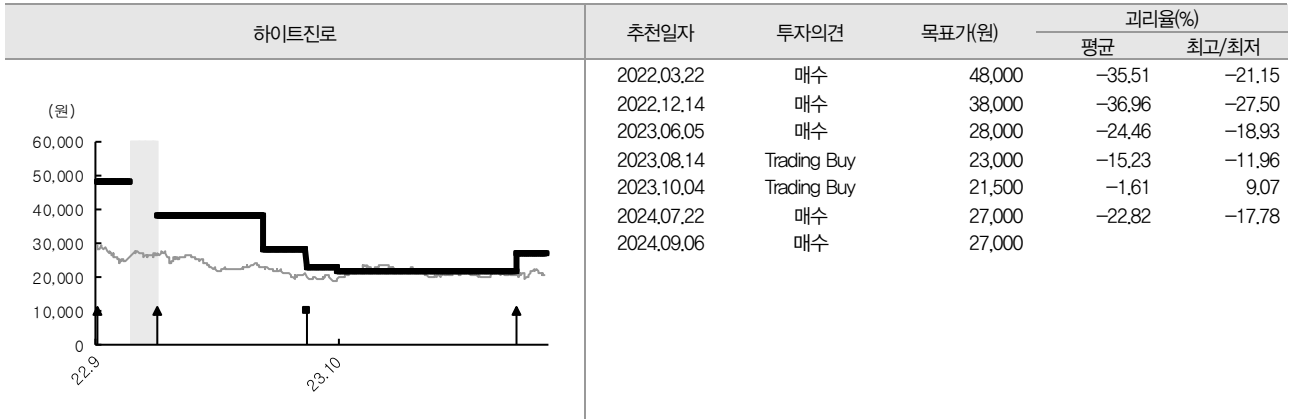 하이트진로
추천일자 투자의견 목표가(원) 괴리율(%)
평균 최고/최저
2022.03.22 매수 48,000 -35.51 -21.15
2022.12.14 매수 38,000 -36.96 -27.50
2023.06.05 매수 28,000 -24.46 -18.93
2023.08.14 Trading Buy 23,000 -15.23 -11.96
2023.10.04 Trading Buy 21,500 -1.61 9.07
2024.07.22 매수 27,000 -22.82 -17.78
2024.09.06 매수 27,000
(원)
60,000
50,000
40,000
30,000
20,000
10,000
0
22.9 23.10